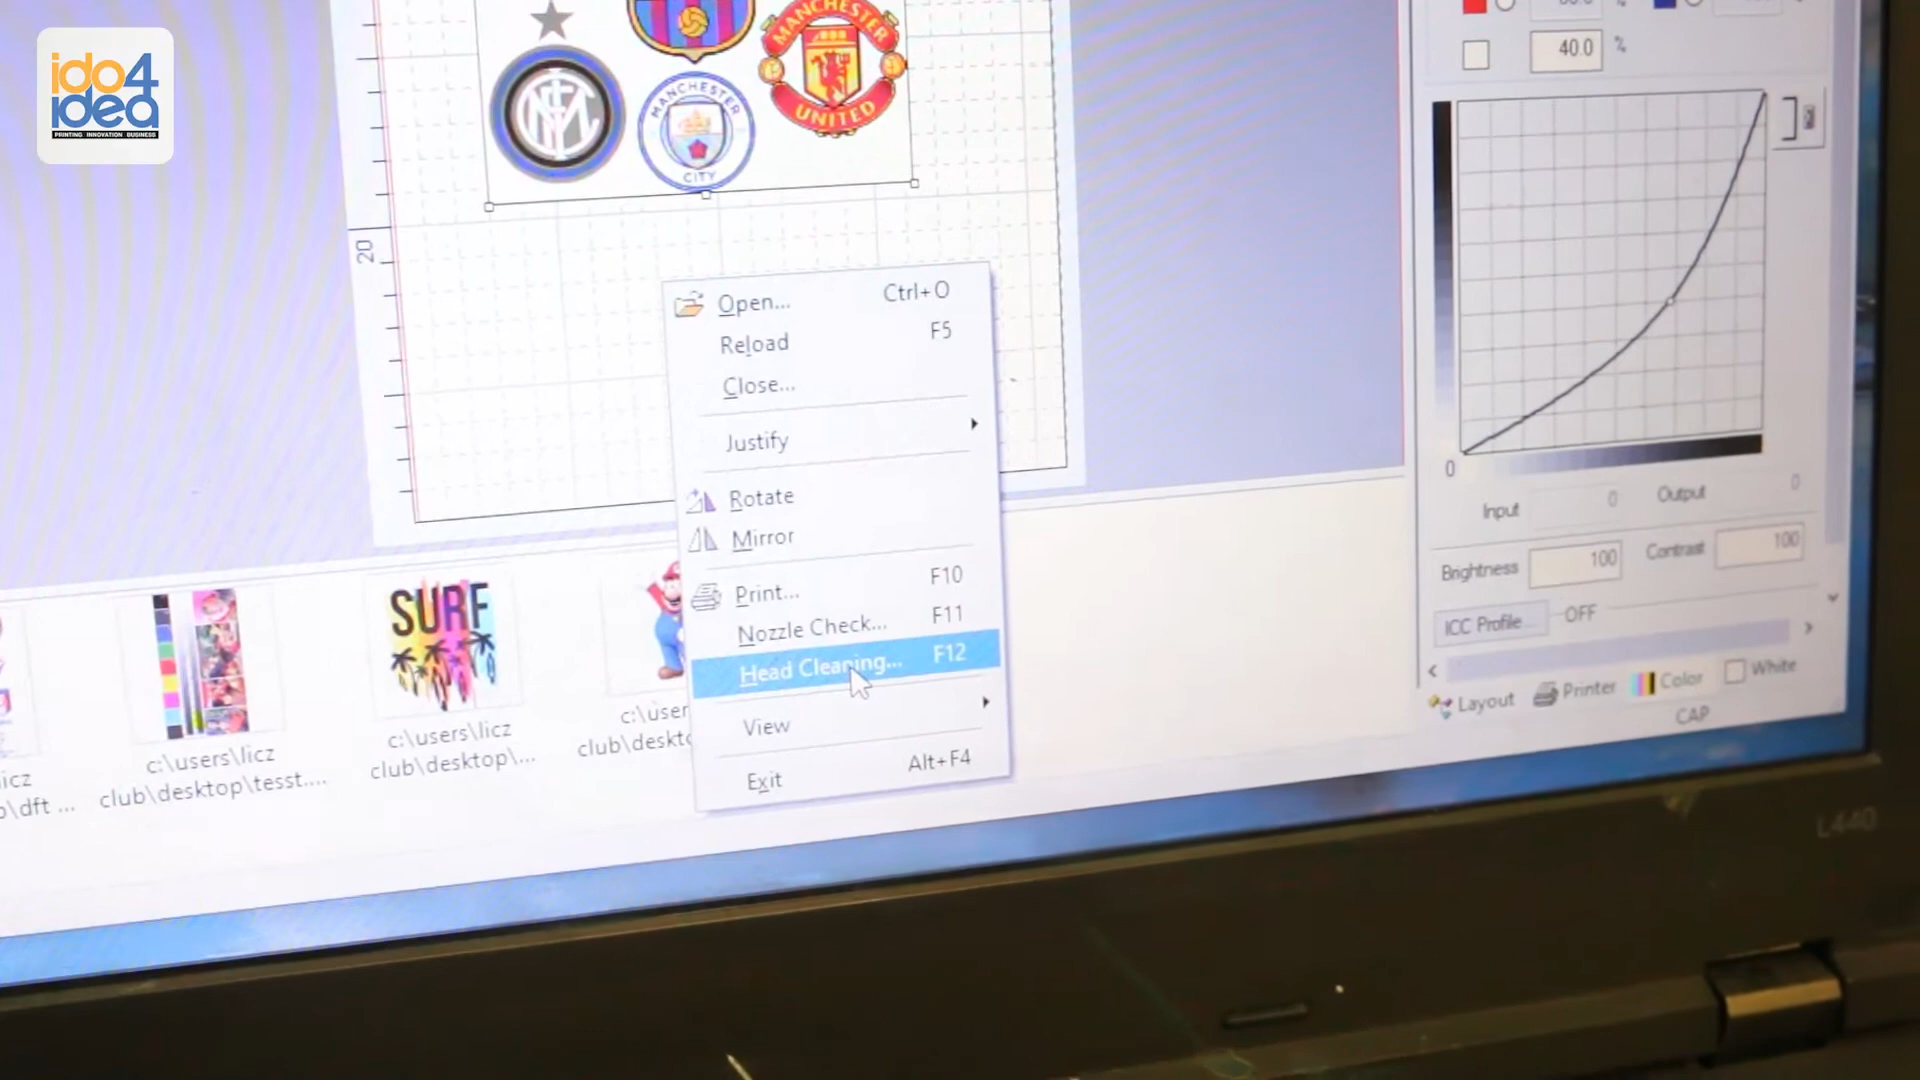 ido4
idea
PRINTING INNOVATION BUSINESS
MANCHESTER
UNITED
MANCHESTER
CITY
40.0 %
20
Open... Ctrl+O
Reload F5
Close...
Justify
Rotate
Mirror
Print... F10
Nozzle Check... F11
Head Cleaning... F12
View
Exit Alt+F4
0
Input 0 Output 0
Brightness 100 Contrast 100
ICC Profile... OFF
Layout Printer Color White
CAP
SURF
licz
\dft ...
c:\users\licz
club\desktop\tesst....
c:\users\licz
club\desktop\...
c:\user
club\deskt
L440